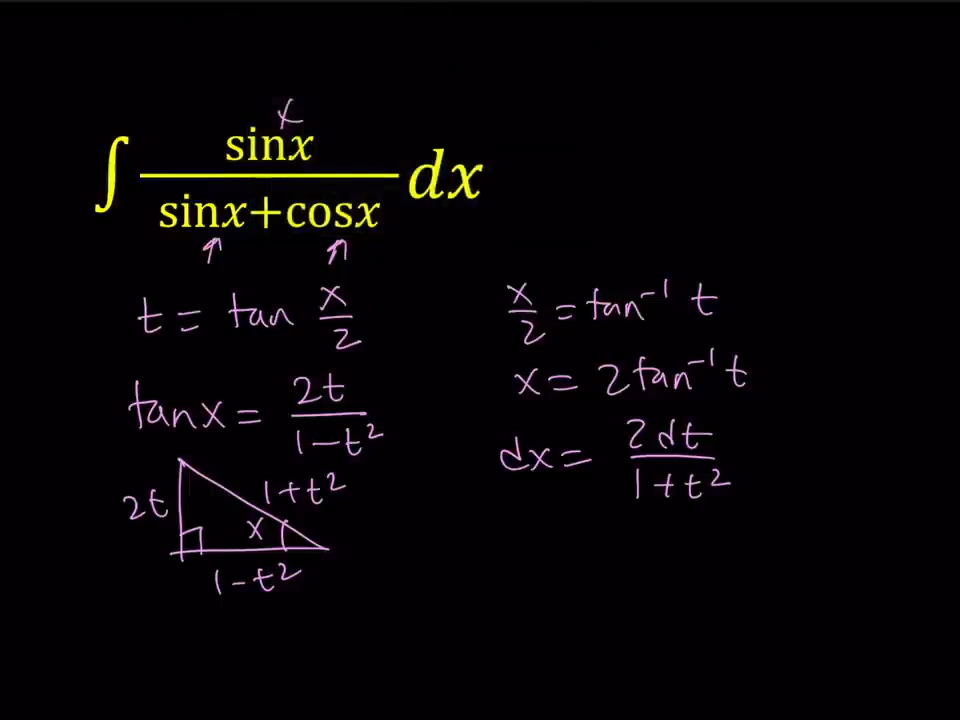 ∫ sinx / (sinx+cosx) dx
x
t = tan x/2
tanx = 2t / (1-t²)
2t
1+t²
x
1-t²
x/2 = tan⁻¹ t
x = 2tan⁻¹ t
dx = 2dt / (1+t²)